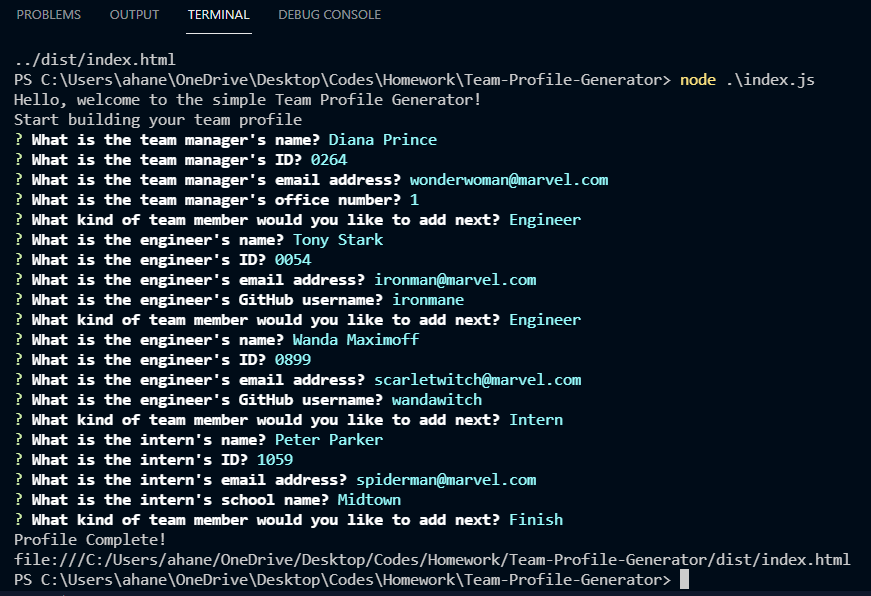 PROBLEMS OUTPUT TERMINAL DEBUG CONSOLE
../dist/index.html
PS C:\Users\ahane\OneDrive\Desktop\Codes\Homework\Team-Profile-Generator> node .\index.js
Hello, welcome to the simple Team Profile Generator!
Start building your team profile
? What is the team manager's name? Diana Prince
? What is the team manager's ID? 0264
? What is the team manager's email address? wonderwoman@marvel.com
? What is the team manager's office number? 1
? What kind of team member would you like to add next? Engineer
? What is the engineer's name? Tony Stark
? What is the engineer's ID? 0054
? What is the engineer's email address? ironman@marvel.com
? What is the engineer's GitHub username? ironmane
? What kind of team member would you like to add next? Engineer
? What is the engineer's name? Wanda Maximoff
? What is the engineer's ID? 0899
? What is the engineer's email address? scarletwitch@marvel.com
? What is the engineer's GitHub username? wandawitch
? What kind of team member would you like to add next? Intern
? What is the intern's name? Peter Parker
? What is the intern's ID? 1059
? What is the intern's email address? spiderman@marvel.com
? What is the intern's school name? Midtown
? What kind of team member would you like to add next? Finish
Profile Complete!
file:///C:/Users/ahane/OneDrive/Desktop/Codes/Homework/Team-Profile-Generator/dist/index.html
PS C:\Users\ahane\OneDrive\Desktop\Codes\Homework\Team-Profile-Generator>